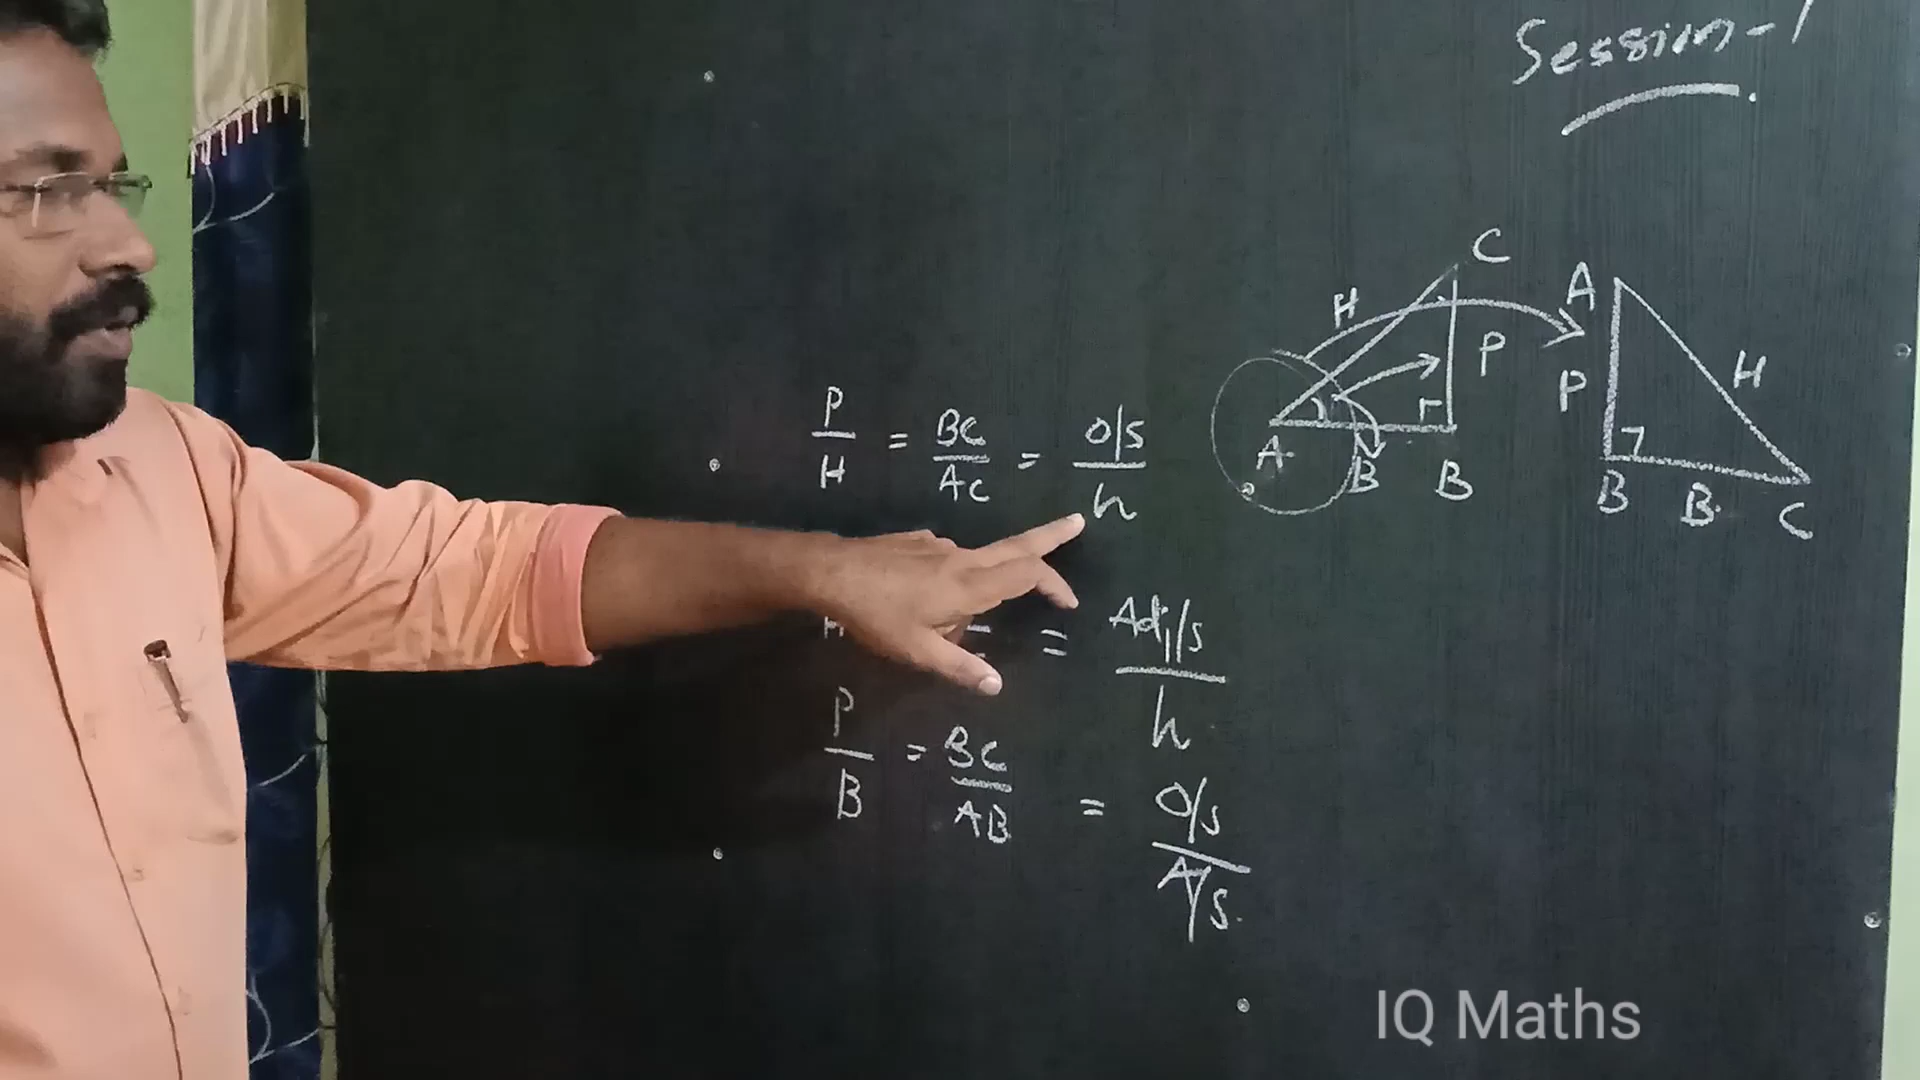 Session-1
C
H
P
A
B
B
A
P
H
B
B
C
P/H = BC/AC = O/S/h
H = Adj/S/h
P/B = BC/AB = O/S/A/S.
IQ Maths